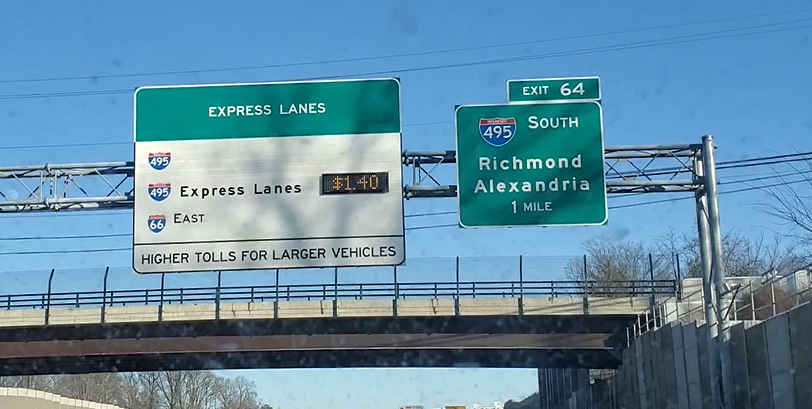 EXPRESS LANES
495
495 Express Lanes $1.40
66 EAST
HIGHER TOLLS FOR LARGER VEHICLES
EXIT 64
INTERSTATE
495 SOUTH
Richmond
Alexandria
1 MILE